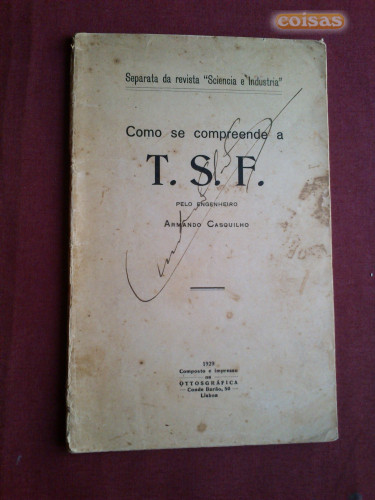 eoisas
Separata da revista "Sciencia e Industria"
Como se compreende a
T. S. F.
PELO ENGENHEIRO
ARMANDO CASQUILHO
1929
Composto e Impresso
na
OTTOSGRÁFICA
Conde Barão, 50
Lisboa